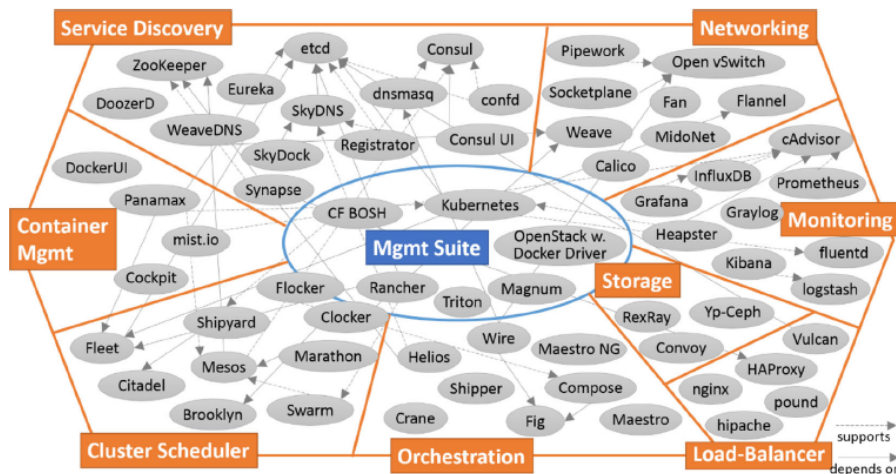 Service Discovery
Networking
etcd
Consul
Pipework
Open vSwitch
ZooKeeper
Eureka
dnsmasq
confd
Socketplane
Fan
Flannel
DoozerD
SkyDNS
WeaveDNS
Registrator
Consul UI
Weave
MidoNet
cAdvisor
SkyDock
Calico
InfluxDB
DockerUI
Synapse
Prometheus
Panamax
CF BOSH
Kubernetes
Grafana
Graylog
Container
Mgmt
Monitoring
mist.io
Mgmt Suite
OpenStack w.
Docker Driver
Heapster
fluentd
Cockpit
Storage
Kibana
logstash
Flocker
Rancher
Triton
Magnum
Shipyard
Clocker
RexRay
Yp-Ceph
Fleet
Wire
Vulcan
Mesos
Marathon
Helios
Maestro NG
Convoy
HAProxy
Citadel
Shipper
Compose
nginx
pound
Brooklyn
Swarm
Crane
Fig
Maestro
hipache
Cluster Scheduler
Orchestration
Load-Balancer
supports
depends on